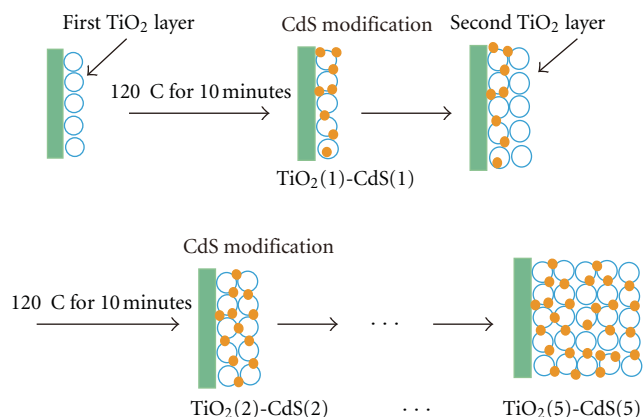 First TiO₂ layer
CdS modification
Second TiO₂ layer
120 C for 10 minutes
TiO₂(1)-CdS(1)
CdS modification
120 C for 10 minutes
· · ·
TiO₂(2)-CdS(2)
· · ·
TiO₂(5)-CdS(5)